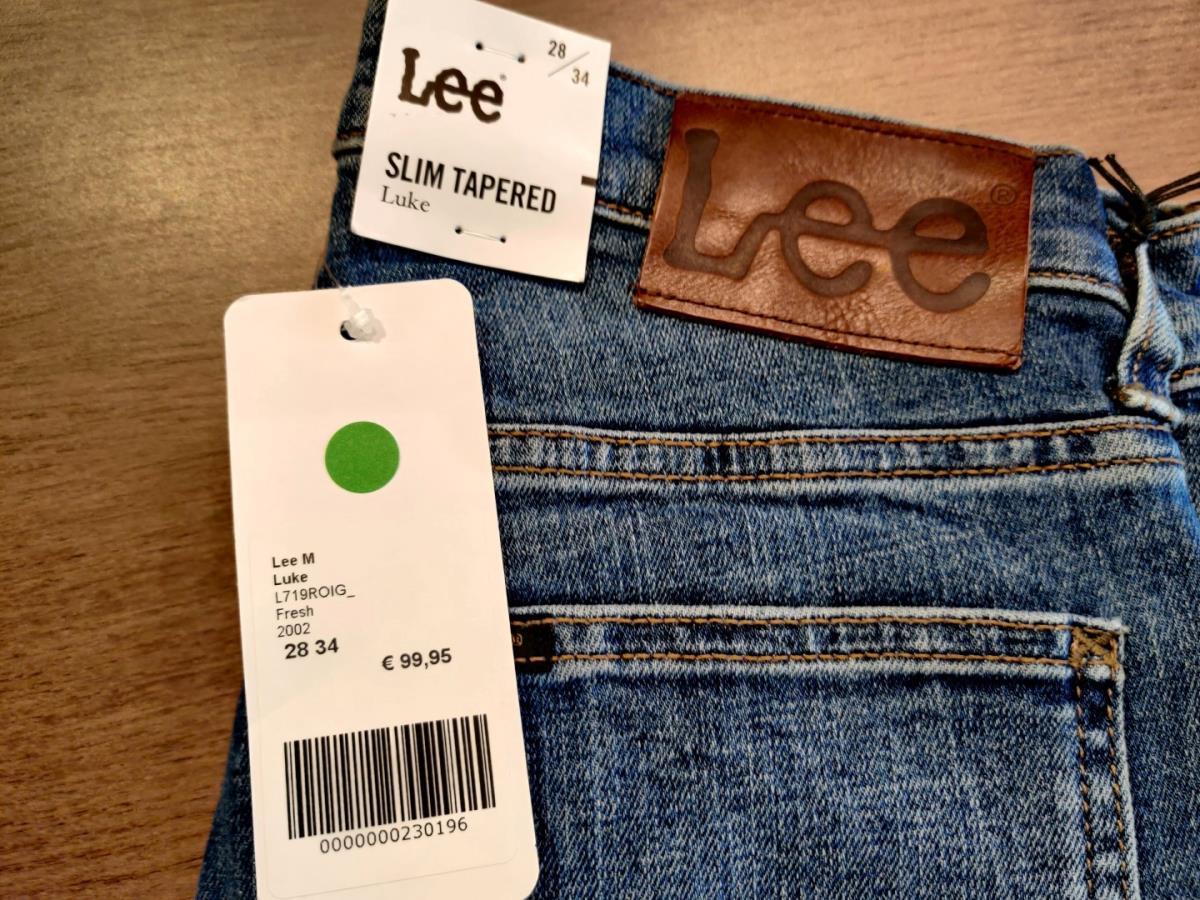 Lee
28
34
SLIM TAPERED
Luke
Lee®
Lee M
Luke
L719ROIG_
Fresh
2002
28 34
€ 99,95
0000000230196